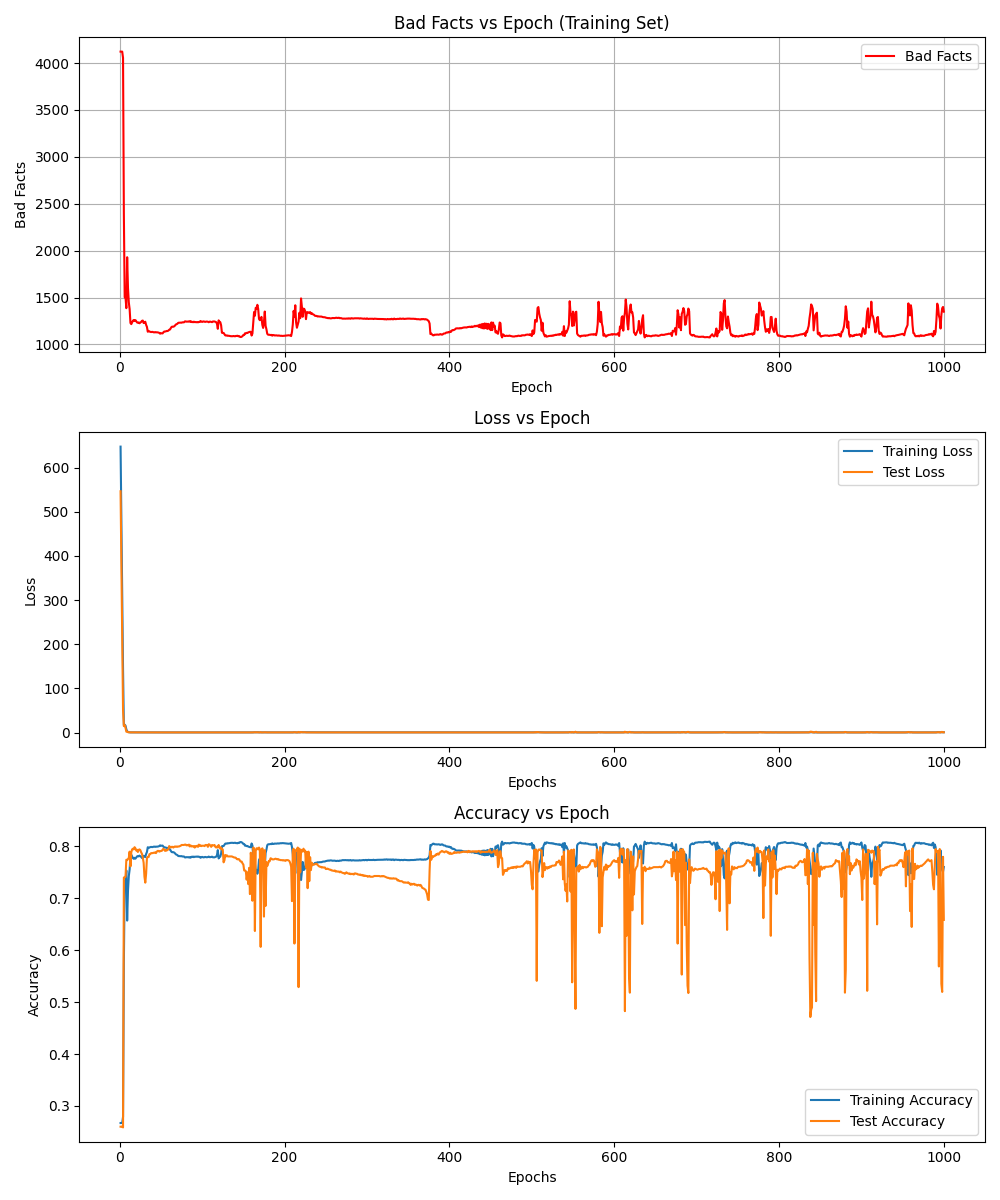 Bad Facts vs Epoch (Training Set)
Bad Facts
4000
3500
3000
2500
2000
1500
1000
Bad Facts
0 200 400 600 800 1000
Epoch
Loss vs Epoch
Training Loss
Test Loss
600
500
400
300
200
100
0
Loss
0 200 400 600 800 1000
Epochs
Accuracy vs Epoch
0.8
0.7
0.6
0.5
0.4
0.3
Accuracy
Training Accuracy
Test Accuracy
0 200 400 600 800 1000
Epochs